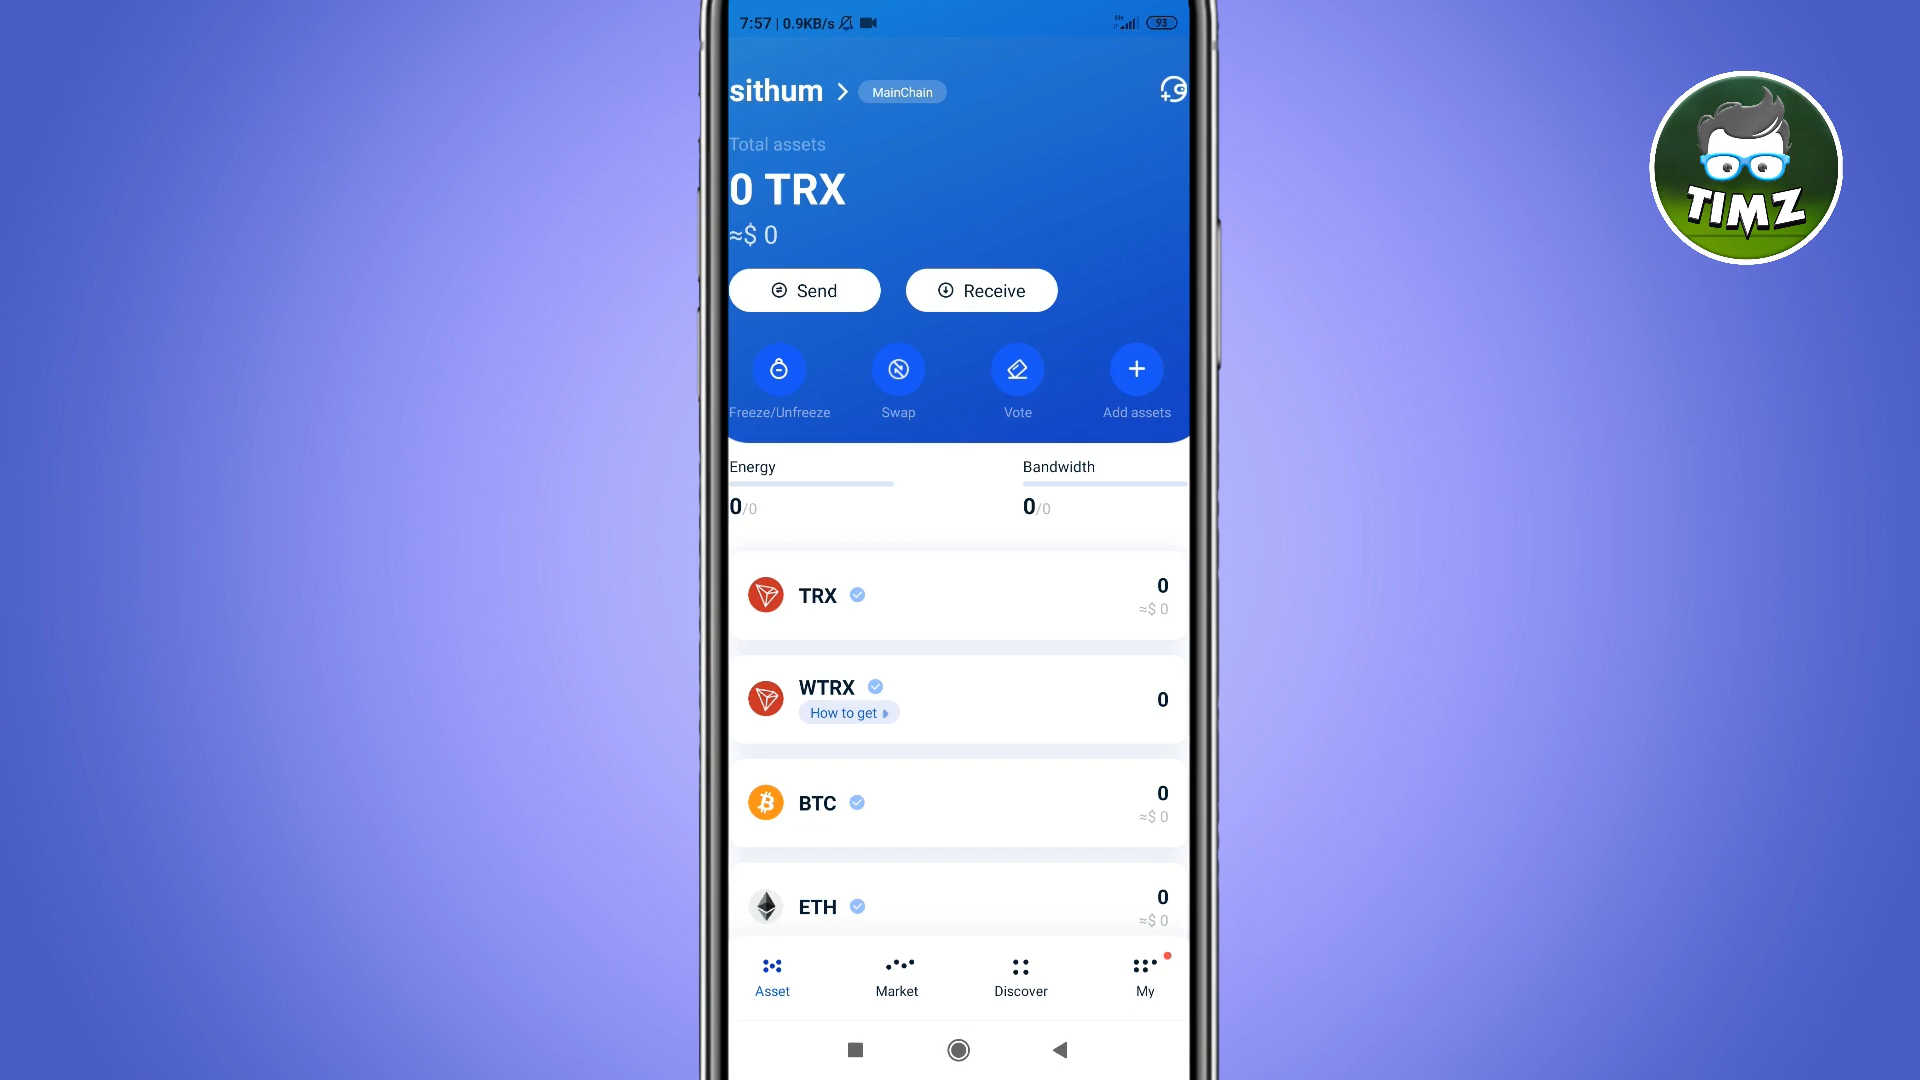 7:57 | 0.9KB/s
H+
93
sithum
MainChain
Total assets
0 TRX
≈$ 0
Send
Receive
Freeze/Unfreeze
Swap
Vote
Add assets
Energy
Bandwidth
0/0
0/0
TRX
0
≈$ 0
WTRX
How to get
0
BTC
0
≈$ 0
ETH
0
≈$ 0
Asset
Market
Discover
My
TIMZ